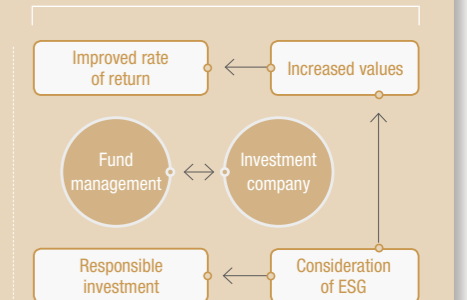 Improved rate
of return
Increased values
Fund
management
Investment
company
Responsible
investment
Consideration
of ESG